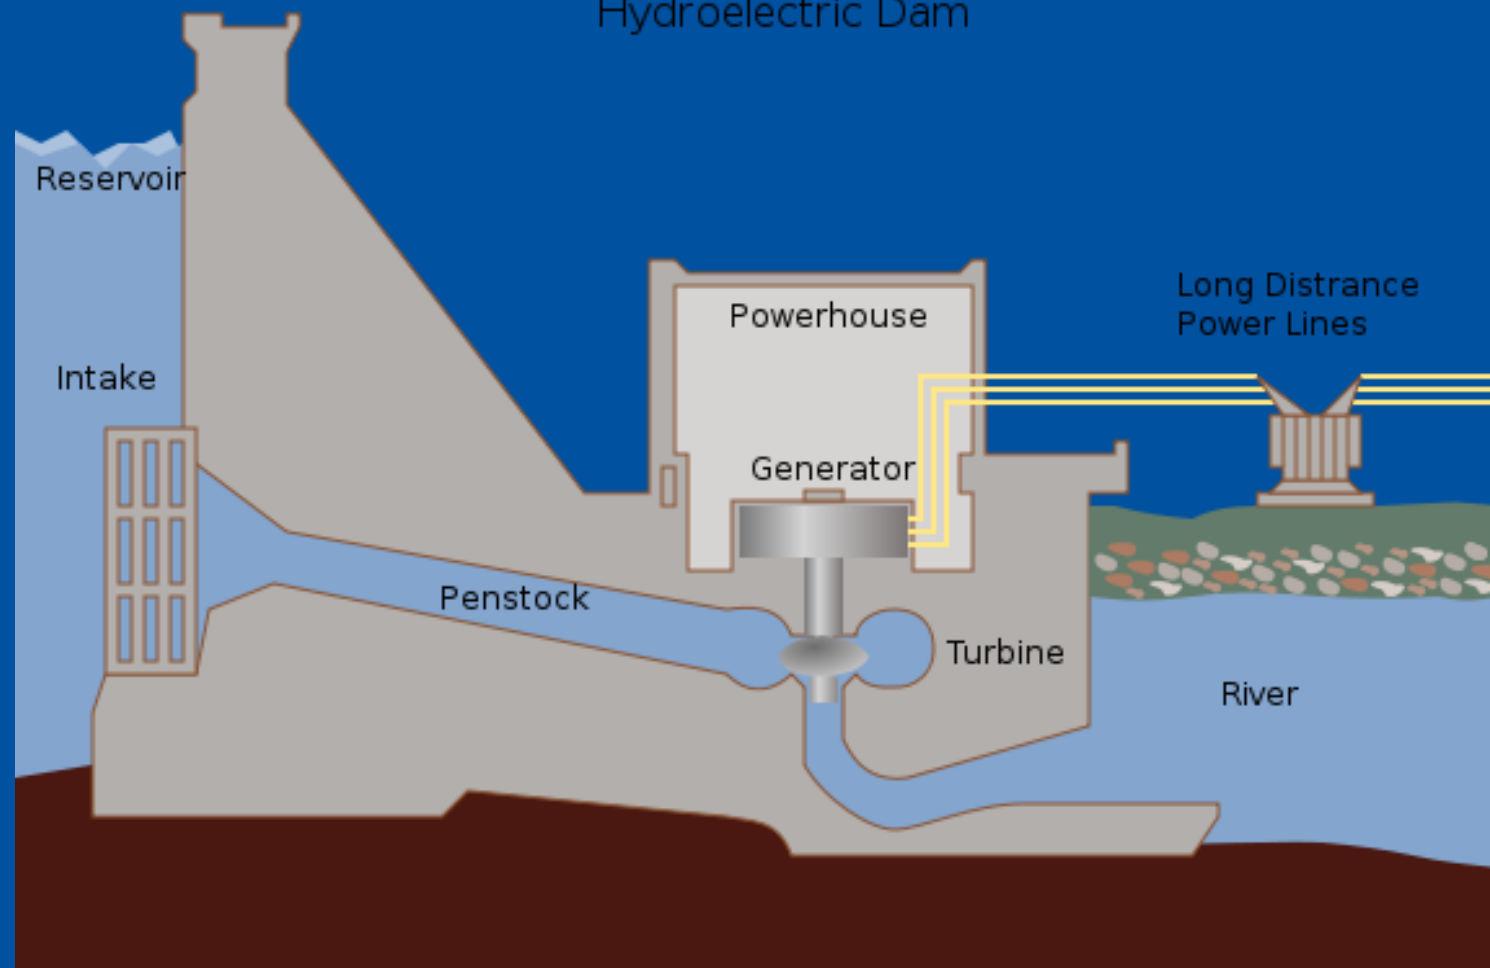 Hydroelectric Dam
Reservoir
Long Distrance
Power Lines
Powerhouse
Intake
Generator
Penstock
Turbine
River